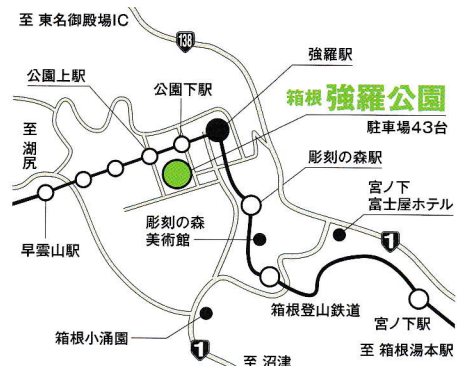 至 東名御殿場IC
138
強羅駅
公園上駅
公園下駅
箱根 強羅公園
駐車場43台
至 湖尻
彫刻の森駅
宮ノ下
富士屋ホテル
彫刻の森
美術館
1
早雲山駅
箱根登山鉄道
宮ノ下駅
箱根小涌園
1
至 沼津
至 箱根湯本駅